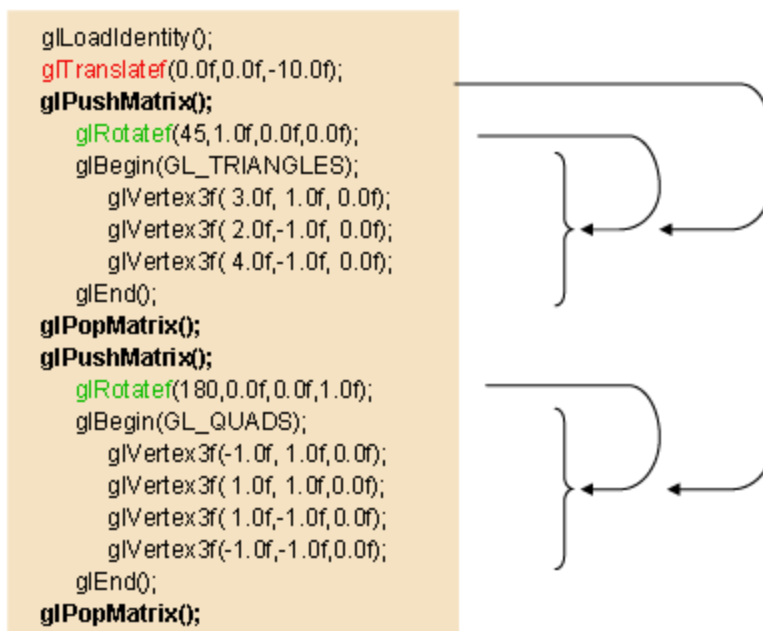 glLoadIdentity();
glTranslatef(0.0f,0.0f,-10.0f);
glPushMatrix();
glRotatef(45,1.0f,0.0f,0.0f);
glBegin(GL_TRIANGLES);
glVertex3f( 3.0f, 1.0f, 0.0f);
glVertex3f( 2.0f,-1.0f, 0.0f);
glVertex3f( 4.0f,-1.0f, 0.0f);
glEnd();
glPopMatrix();
glPushMatrix();
glRotatef(180,0.0f,0.0f,1.0f);
glBegin(GL_QUADS);
glVertex3f(-1.0f, 1.0f,0.0f);
glVertex3f( 1.0f, 1.0f,0.0f);
glVertex3f( 1.0f,-1.0f,0.0f);
glVertex3f(-1.0f,-1.0f,0.0f);
glEnd();
glPopMatrix();